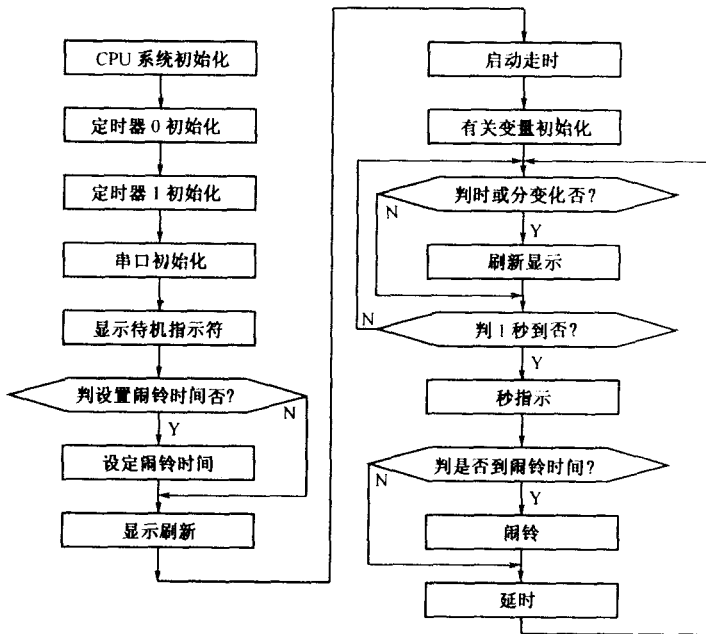 CPU 系统初始化
定时器 0 初始化
定时器 1 初始化
串口初始化
显示待机指示符
判设置闹铃时间否?
N
Y
设定闹铃时间
显示刷新
启动走时
有关变量初始化
判时或分变化否?
N
Y
刷新显示
判 1 秒到否?
N
Y
秒指示
判是否到闹铃时间?
N
Y
闹铃
延时